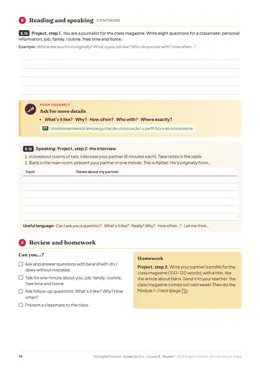 Reading and speaking CONTINUED
Project, step 1. You are a journalist for the class magazine. Write eight questions for a classmate: personal
information, job, family, routine, free time and home.
Example: Where are you from originally? What's your job like? Who do you live with? How often...?
PUSH YOURSELF
Ask for more details
• What's it like? · Why? · How often? · Who with? · Where exactly?
Speaking: Project, step 2: the interview
1. In breakout rooms of two, interview your partner (8 minutes each). Take notes in the table.
2. Back in the main room, present your partner in one minute: This is Rafael. He's originally from...
Topic Notes about my partner
Useful language: Can I ask you a question? · What's it like? · Really? Why? · How often...? · Let me think...
Review and homework
Can you...?
Ask and answer questions with be and with do /
does without mistakes.
Talk for one minute about your job, family, routine,
free time and home.
Ask follow-up questions: What's it like? Why? How
often?
Present a classmate to the class.
Homework
Project, step 3. Write your partner's profile for the
class magazine (100–120 words), with a title, like
the article about Elena. Send it to your teacher: the
class magazine comes out next week! Then do the
Module 1–2 test (page
14